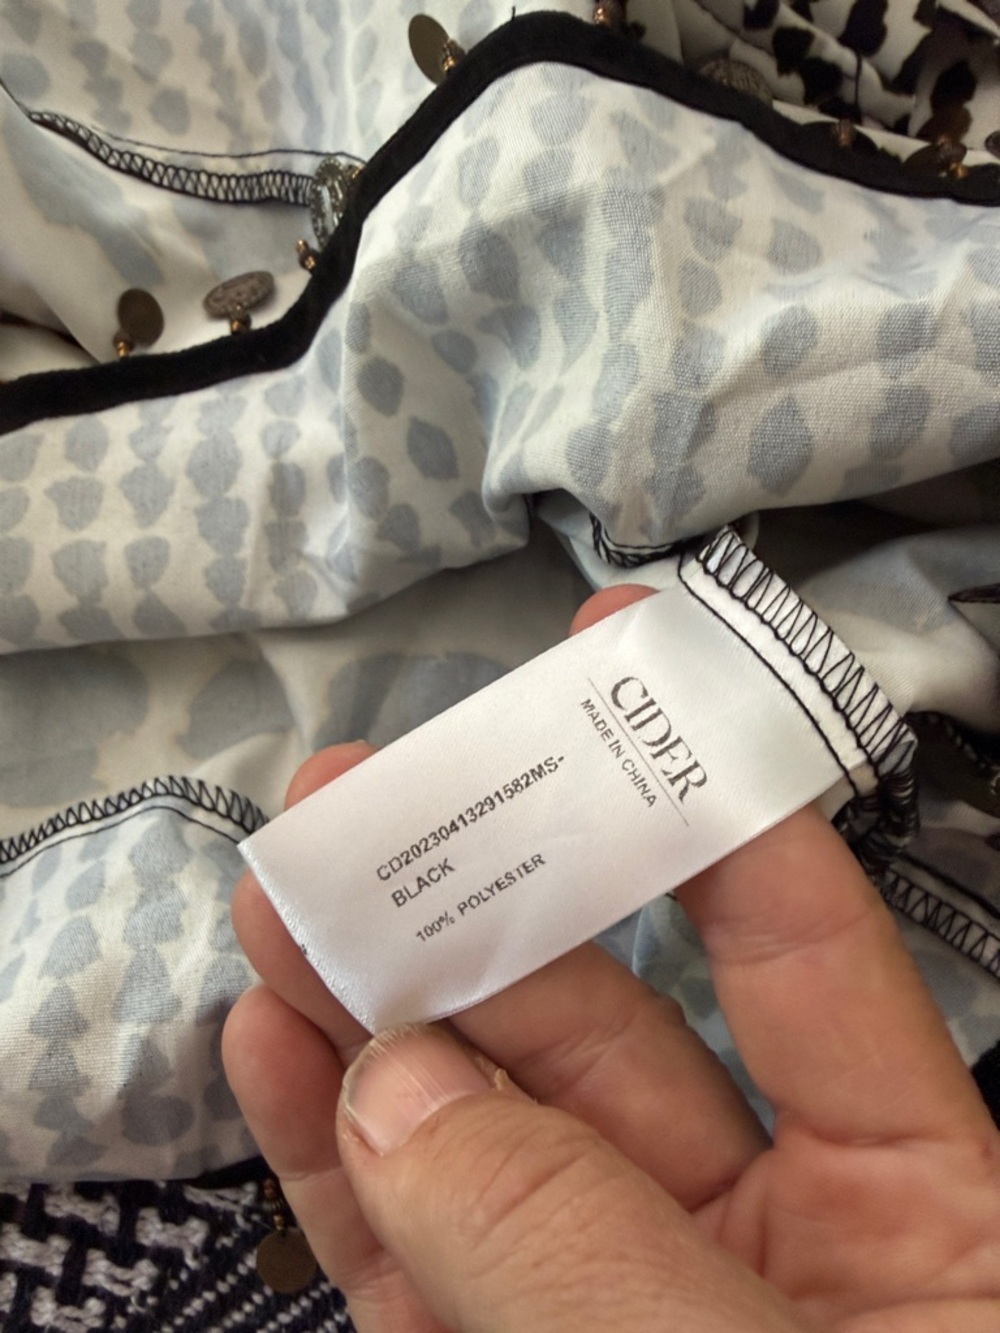 CIDER
MADE IN CHINA
CD20230413291582MS-
BLACK
100% POLYESTER